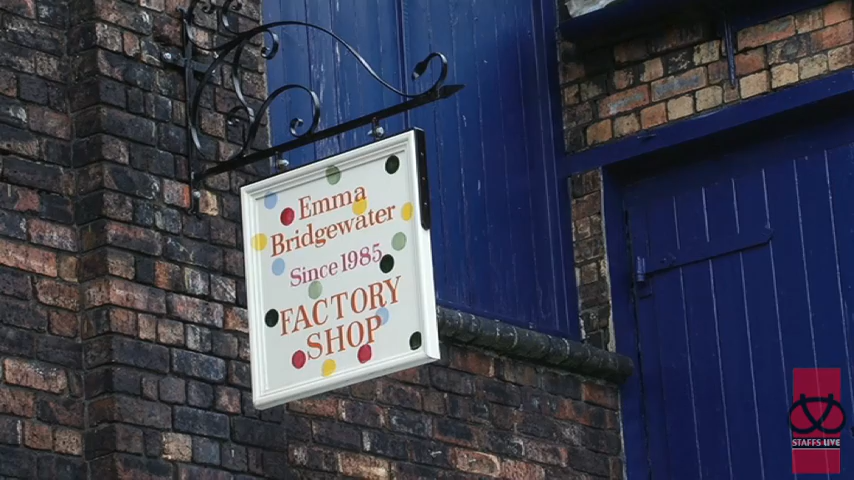 Emma
Bridgewater
Since 1985
FACTORY
SHOP
STAFFS LIVE